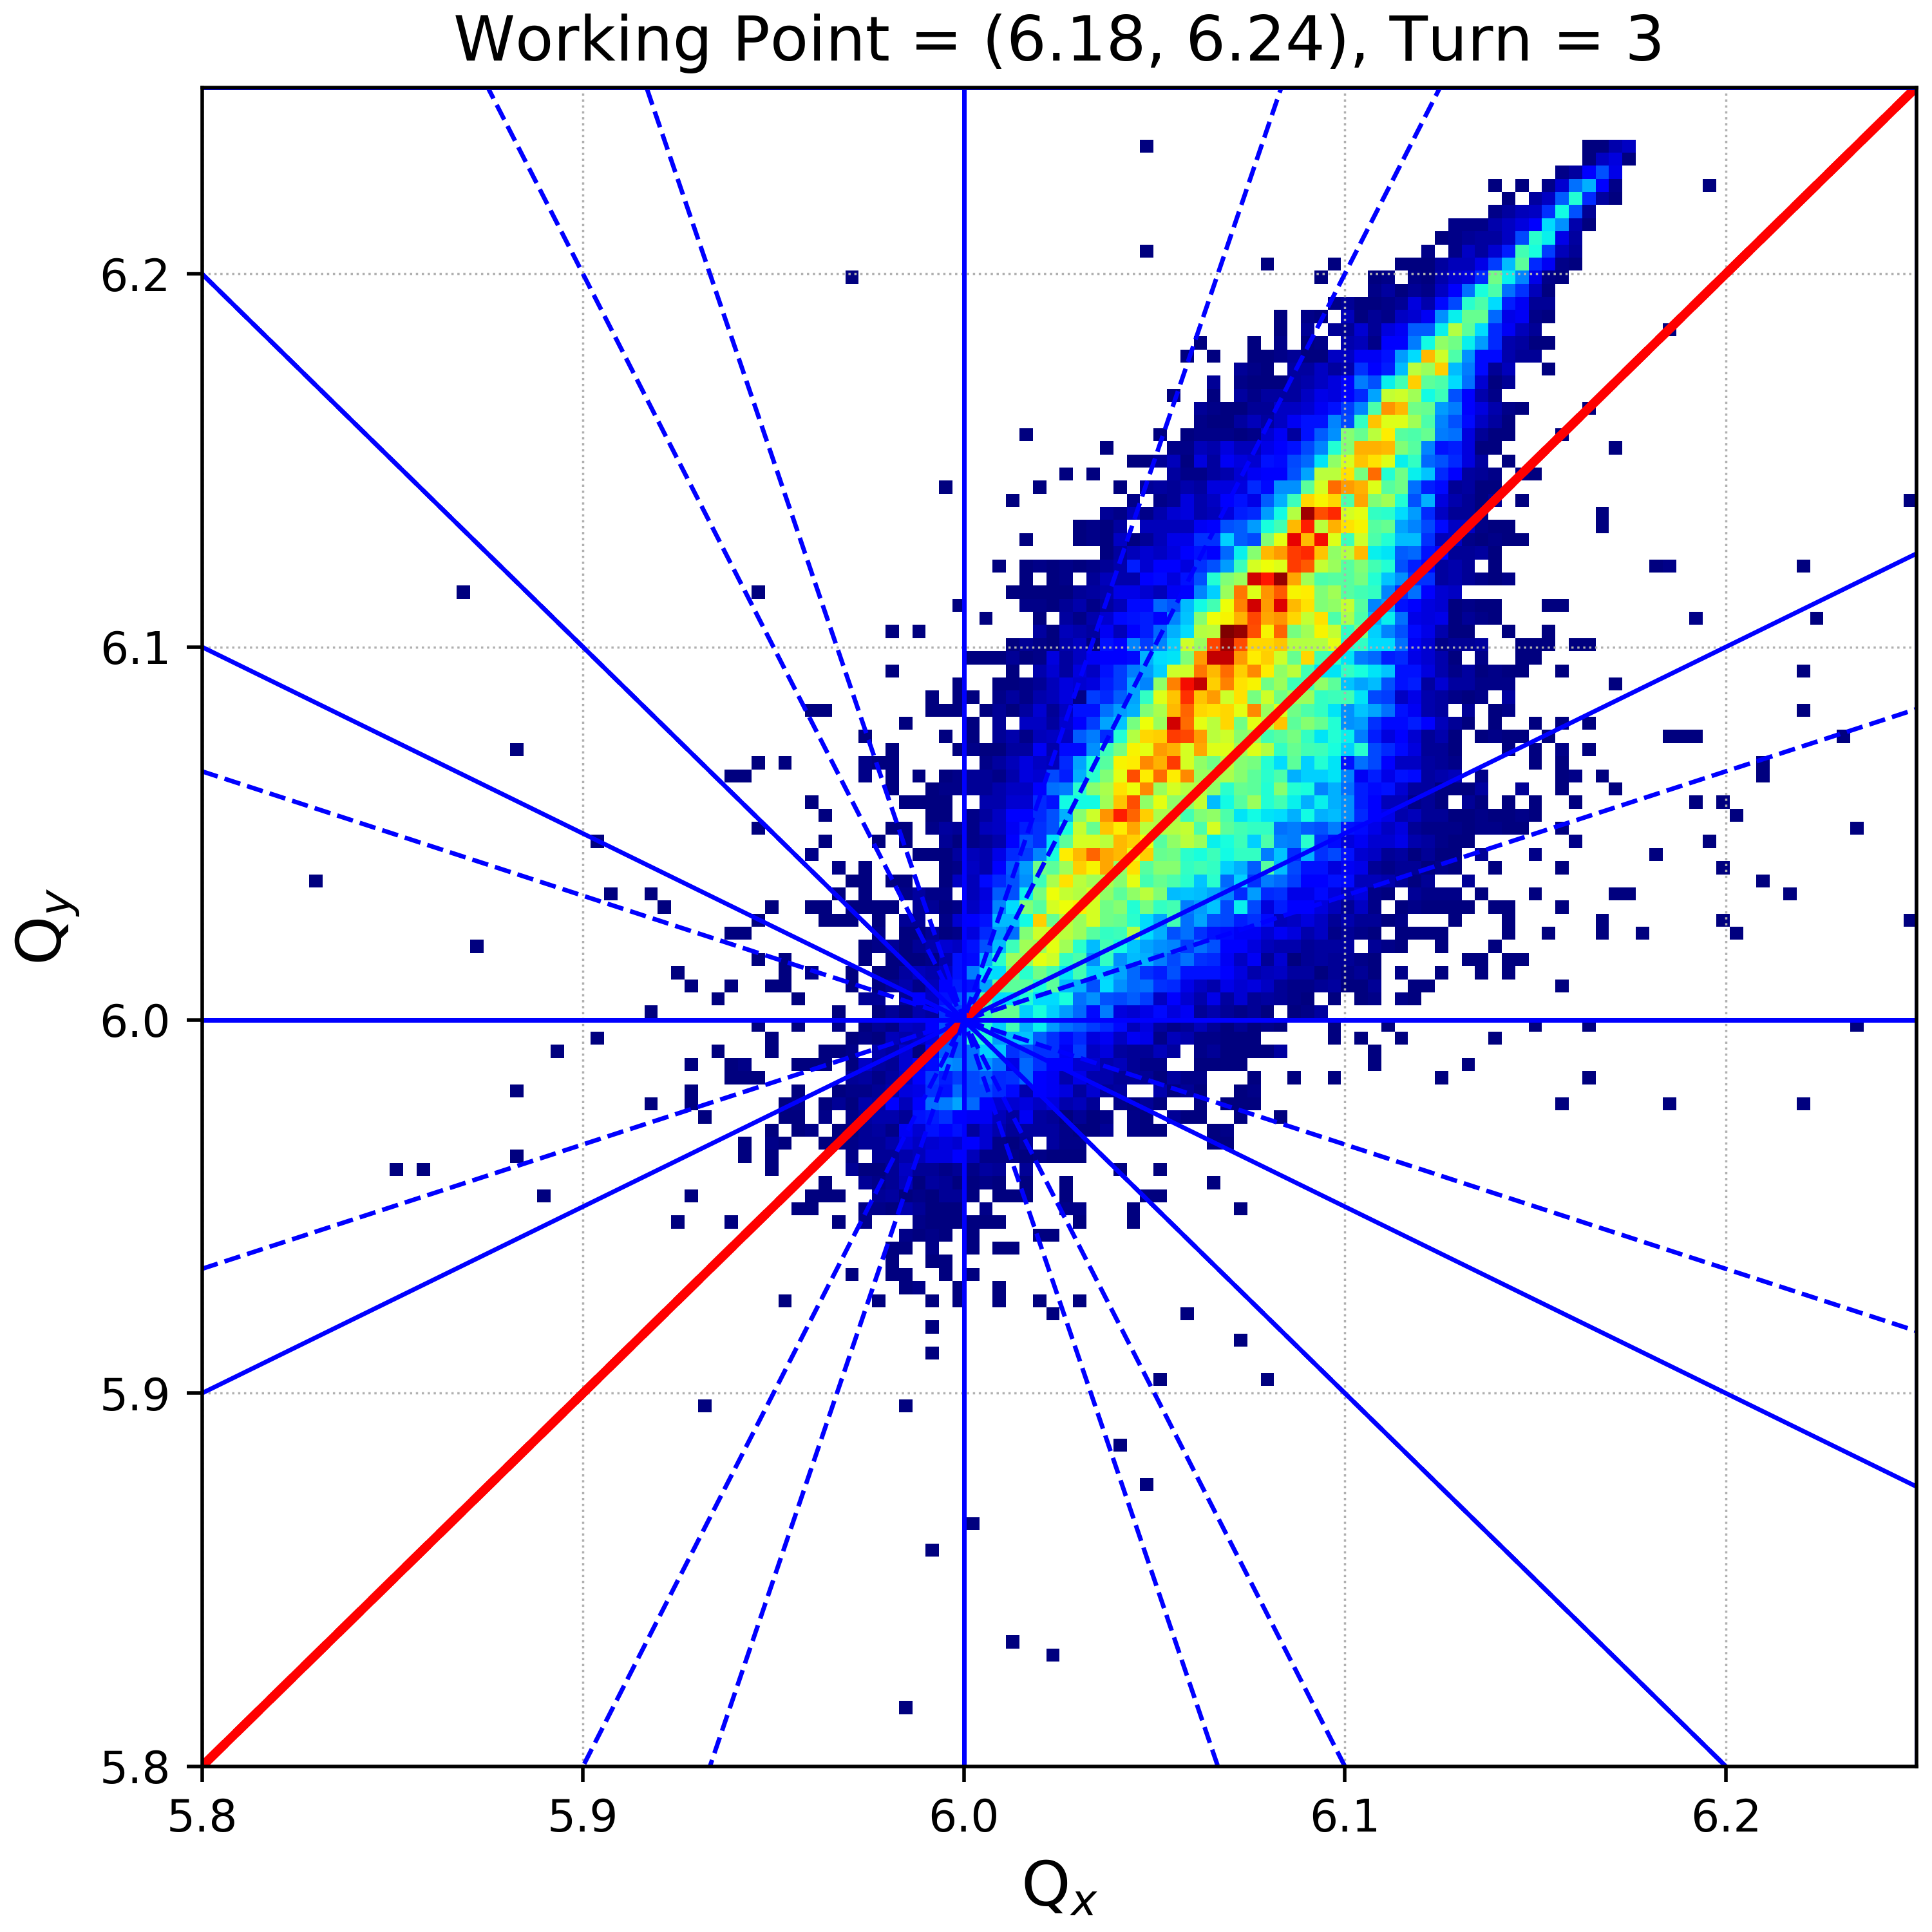 Working Point = (6.18, 6.24), Turn = 3
6.2
6.1
6.0
5.9
5.8
Qy
5.8 5.9 6.0 6.1 6.2
Qx